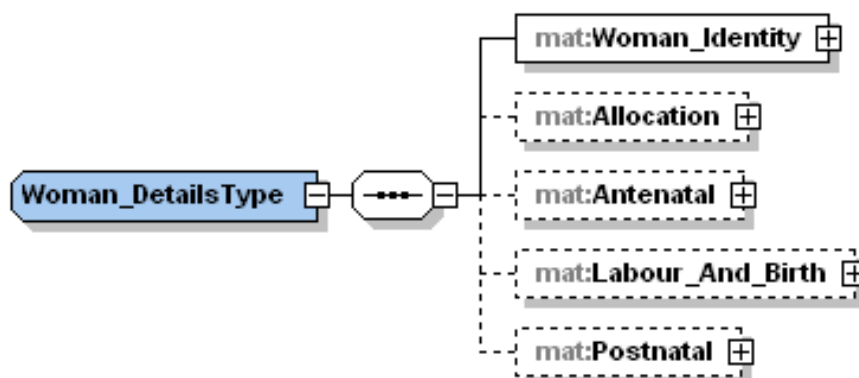 mat:Woman_Identity
mat:Allocation
Woman_DetailsType
mat:Antenatal
mat:Labour_And_Birth
mat:Postnatal